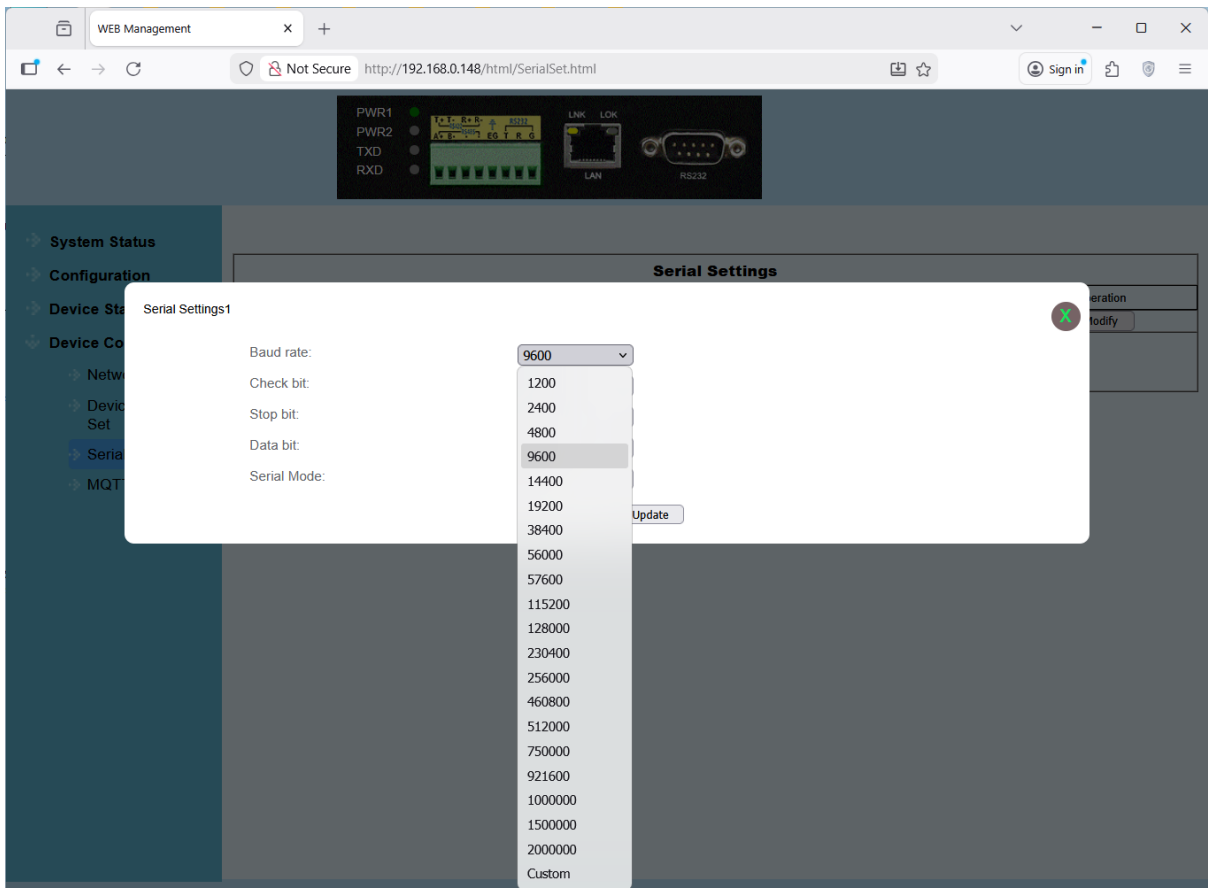 WEB Management
Not Secure http://192.168.0.148/html/SerialSet.html Sign in
PWR1
PWR2
TXD
RXD
T+ T- R+ R- RS232
A+ B- EG T R G
LNK LOK
LAN
RS232
System Status
Configuration
Device Sta
Device Co
Netw
Devic
Set
Seria
MQT
Serial Settings
eration
Modify
Serial Settings1
X
Baud rate:
9600
Check bit:
Stop bit:
Data bit:
Serial Mode:
1200
2400
4800
9600
14400
19200
38400
56000
57600
115200
128000
230400
256000
460800
512000
750000
921600
1000000
1500000
2000000
Custom
Update